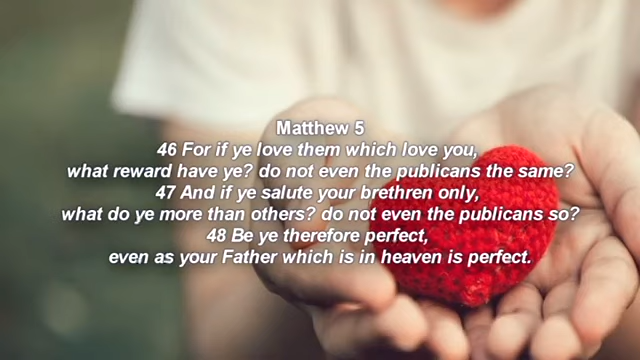 Matthew 5
46 For if ye love them which love you,
what reward have ye? do not even the publicans the same?
47 And if ye salute your brethren only,
what do ye more than others? do not even the publicans so?
48 Be ye therefore perfect,
even as your Father which is in heaven is perfect.